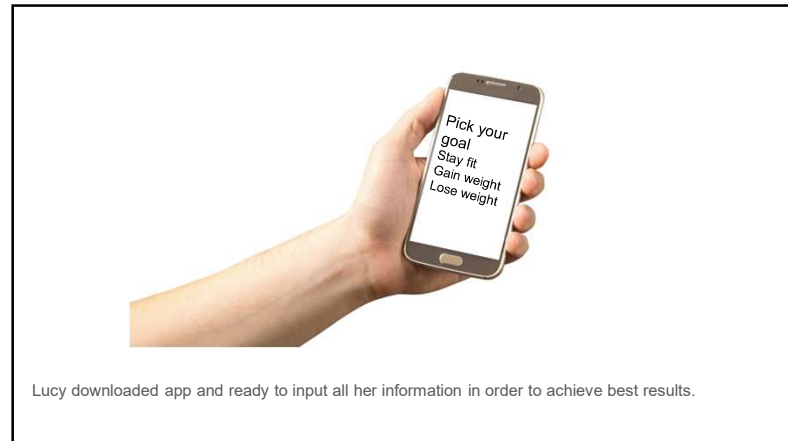 Pick your
goal
Stay fit
Gain weight
Lose weight
Lucy downloaded app and ready to input all her information in order to achieve best results.